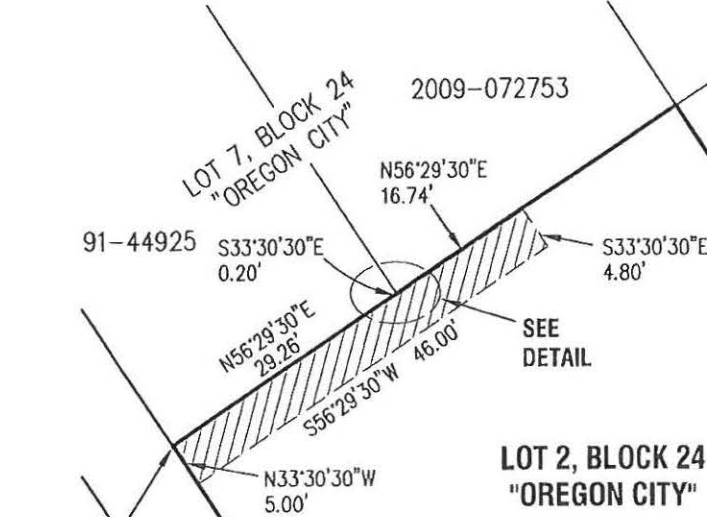 2009-072753
LOT 7, BLOCK 24
"OREGON CITY"
N56°29'30"E
16.74'
91-44925
S33°30'30"E
0.20'
S33°30'30"E
4.80'
N56°29'30"E
29.26'
SEE
DETAIL
S56°29'30"W 46.00'
N33°30'30"W
5.00'
LOT 2, BLOCK 24
"OREGON CITY"